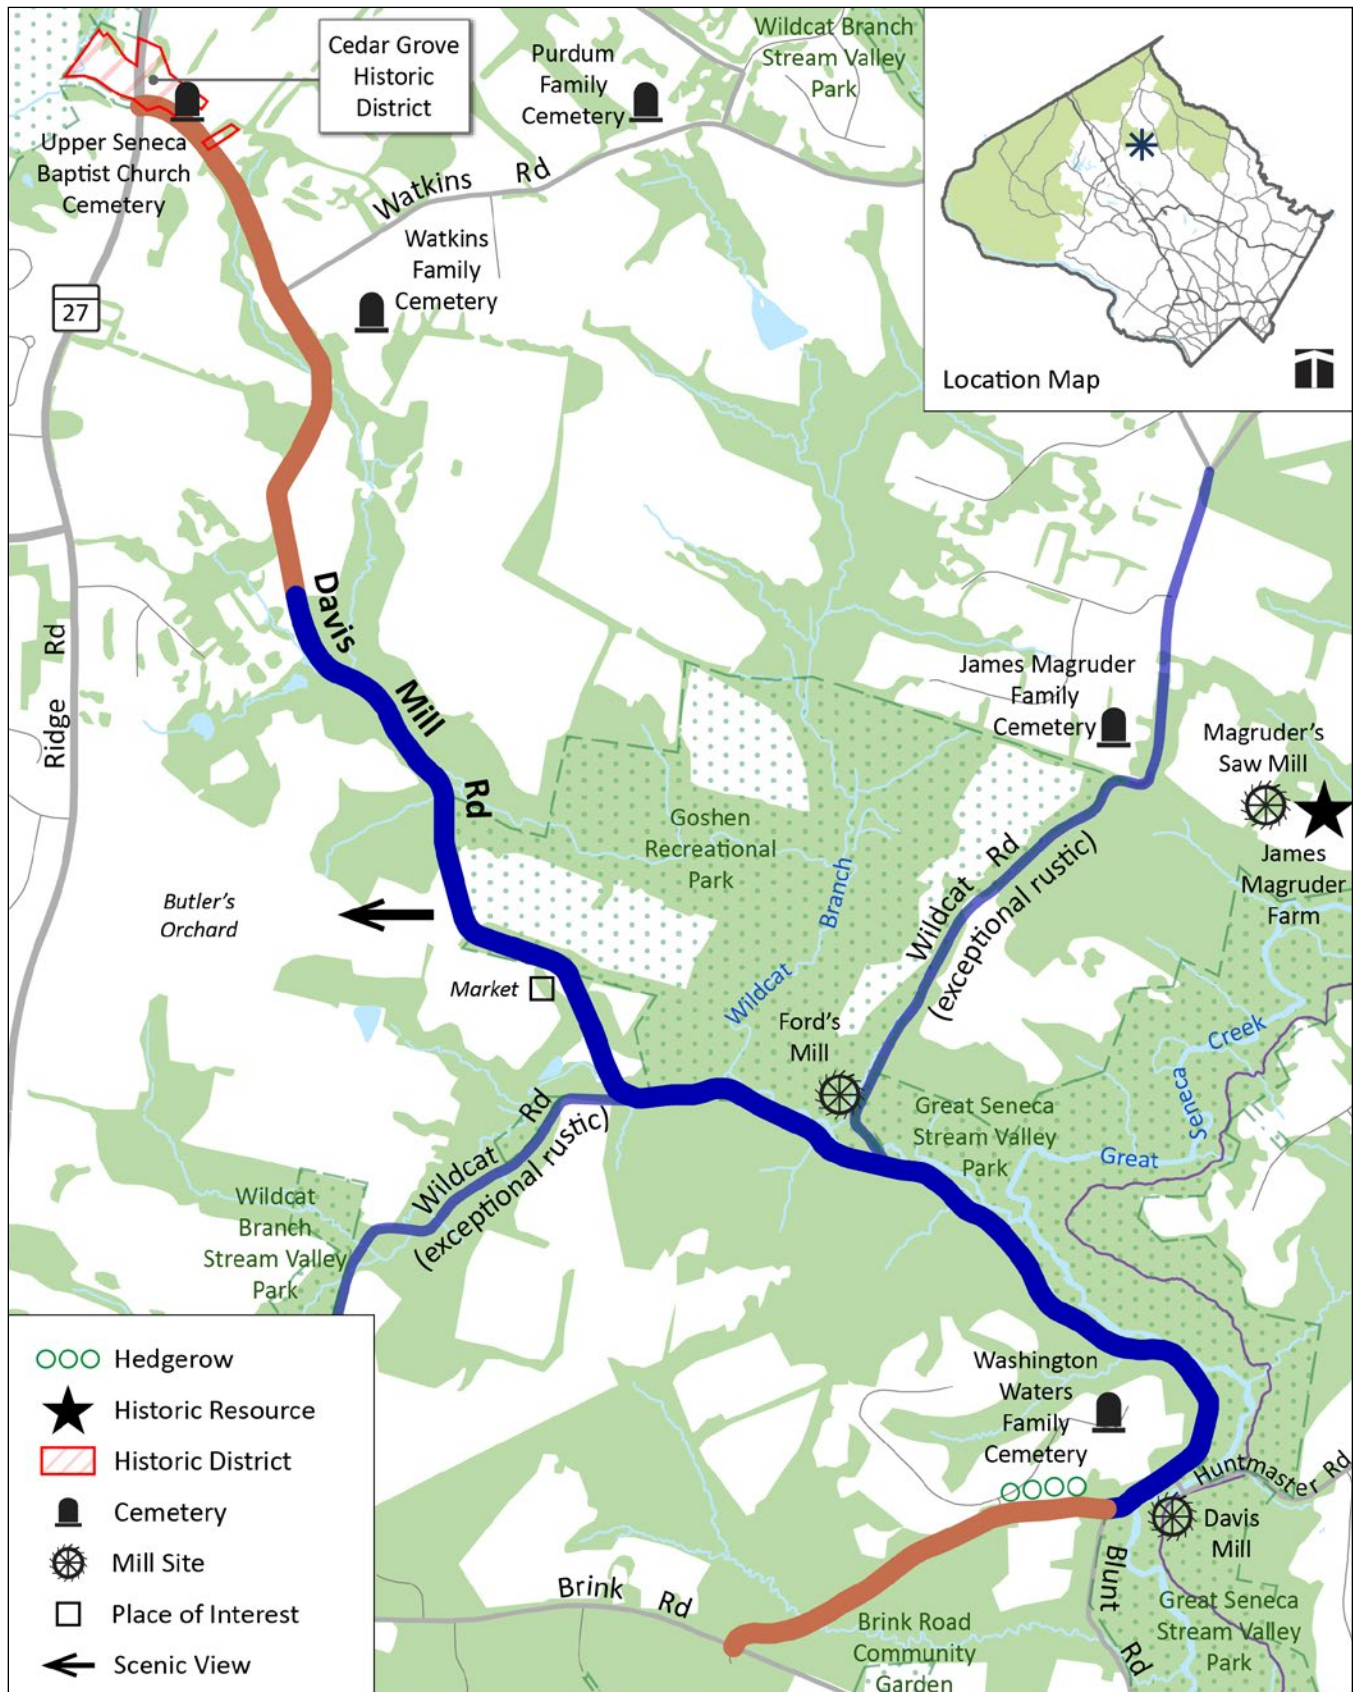 Cedar Grove
Historic
District
Purdum
Family
Cemetery
Wildcat Branch
Stream Valley
Park
Upper Seneca
Baptist Church
Cemetery
Watkins Rd
Watkins
Family
Cemetery
27
Location Map
Davis Mill Rd
Ridge Rd
James Magruder
Family
Cemetery
Magruder's
Saw Mill
James
Magruder
Farm
Goshen
Recreational
Park
Butler's
Orchard
Market
Wildcat Branch
Wildcat Rd
(exceptional rustic)
Ford's
Mill
Great Seneca Creek
Great Seneca
Stream Valley
Park
Wildcat Rd
(exceptional rustic)
Wildcat
Branch
Stream Valley
Park
Washington
Waters
Family
Cemetery
Huntmaster Rd
Davis
Mill
Blunt Rd
Brink Rd
Brink Road
Community
Garden
Great Seneca
Stream Valley
Park
Hedgerow
Historic Resource
Historic District
Cemetery
Mill Site
Place of Interest
Scenic View